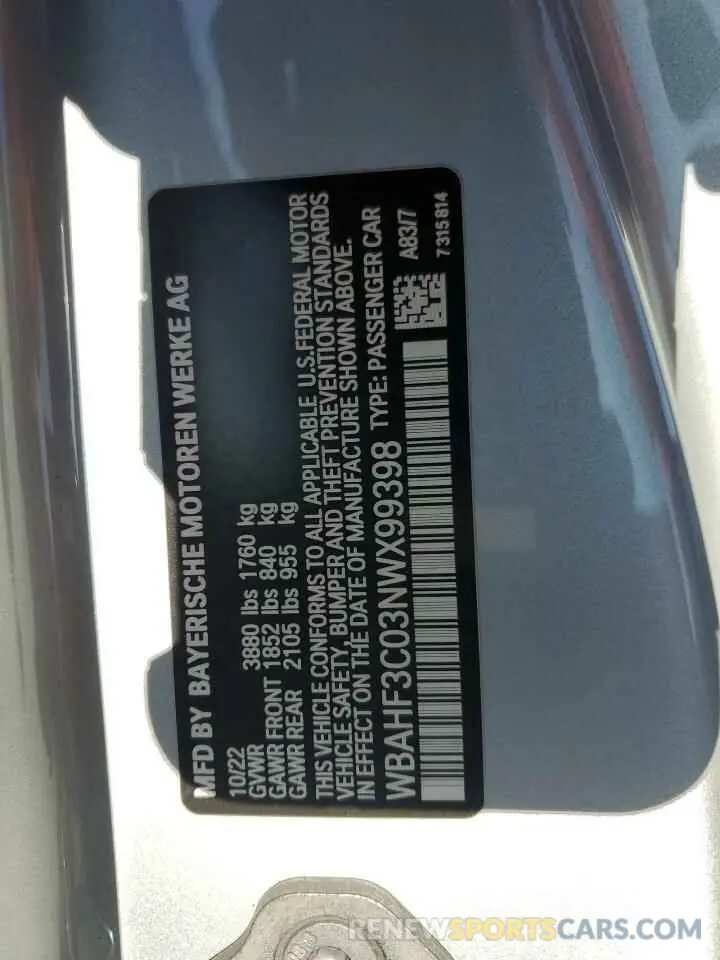 MFD BY BAYERISCHE MOTOREN WERKE AG
10/22
GVWR 3880 lbs 1760 kg
GAWR FRONT 1852 lbs 840 kg
GAWR REAR 2105 lbs 955 kg
THIS VEHICLE CONFORMS TO ALL APPLICABLE U.S.FEDERAL MOTOR
VEHICLE SAFETY, BUMPER AND THEFT PREVENTION STANDARDS
IN EFFECT ON THE DATE OF MANUFACTURE SHOWN ABOVE.
WBAHF3C03NWX99398 TYPE: PASSENGER CAR
A83/7
7 315 814
RENEWSPORTSCARS.COM